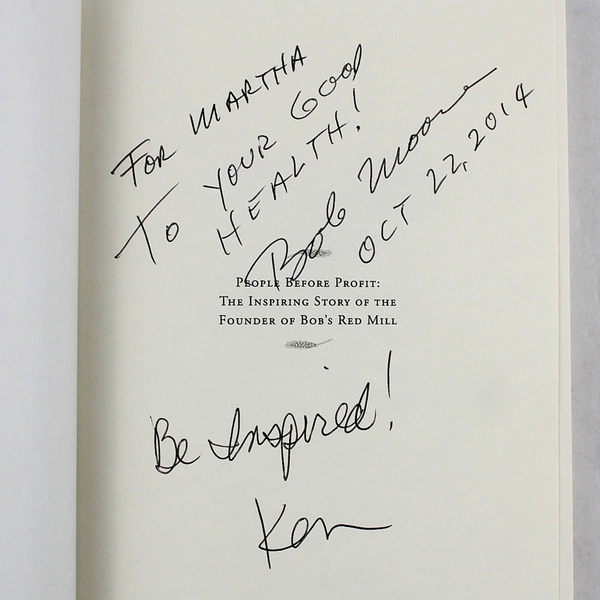 FOR MARTHA
TO YOUR GOOD
HEALTH!
Bob Moore
OCT 22, 2014
PEOPLE BEFORE PROFIT:
THE INSPIRING STORY OF THE
FOUNDER OF BOB'S RED MILL
Be Inspired!
Ken